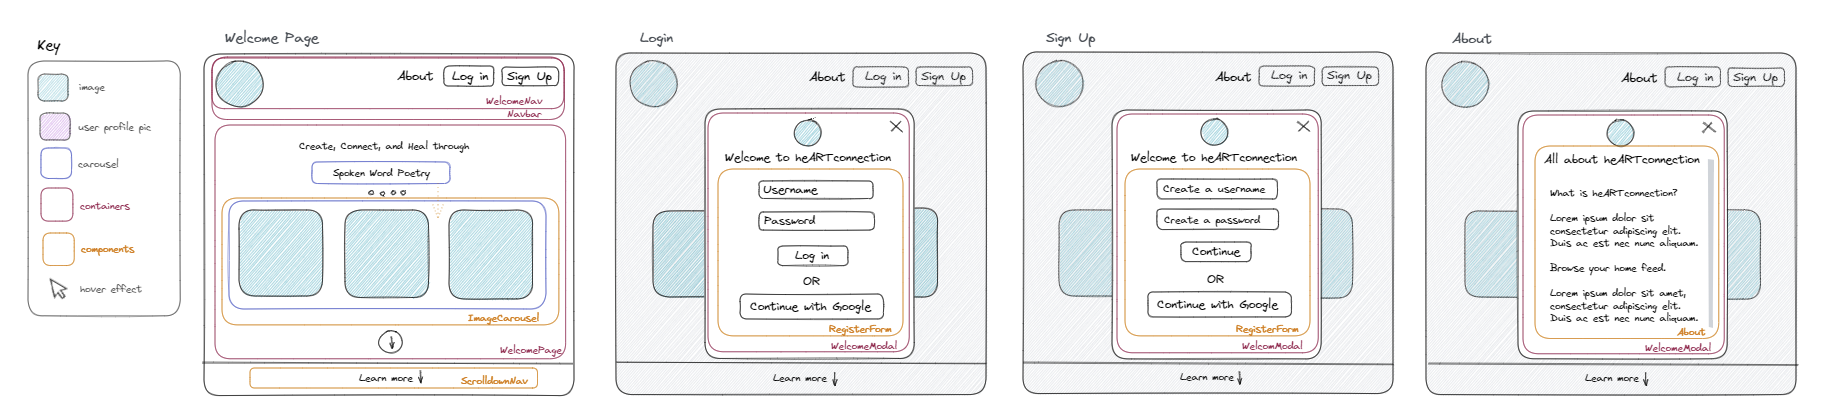 Key
image
user profile pic
carousel
containers
components
hover effect
Welcome Page
About
Log in
Sign Up
WelcomeNav
Navbar
Create, Connect, and Heal through
Spoken Word Poetry
ImageCarousel
WelcomePage
Learn more
ScrolldownNav
Login
About
Log in
Sign Up
Welcome to heARTconnection
Username
Password
Log in
OR
Continue with Google
RegisterForm
WelcomeModal
Learn more
Sign Up
About
Log in
Sign Up
Welcome to heARTconnection
Create a username
Create a password
Continue
OR
Continue with Google
RegisterForm
WelcomModal
Learn more
About
About
Log in
Sign Up
All about heARTconnection
What is heARTconnection?
Lorem ipsum dolor sit
consectetur adipiscing elit.
Duis ac est nec nunc aliquam.
Browse your home feed.
Lorem ipsum dolor sit amet,
consectetur adipiscing elit.
Duis ac est nec nunc aliquam.
About
WelcomeModal
Learn more